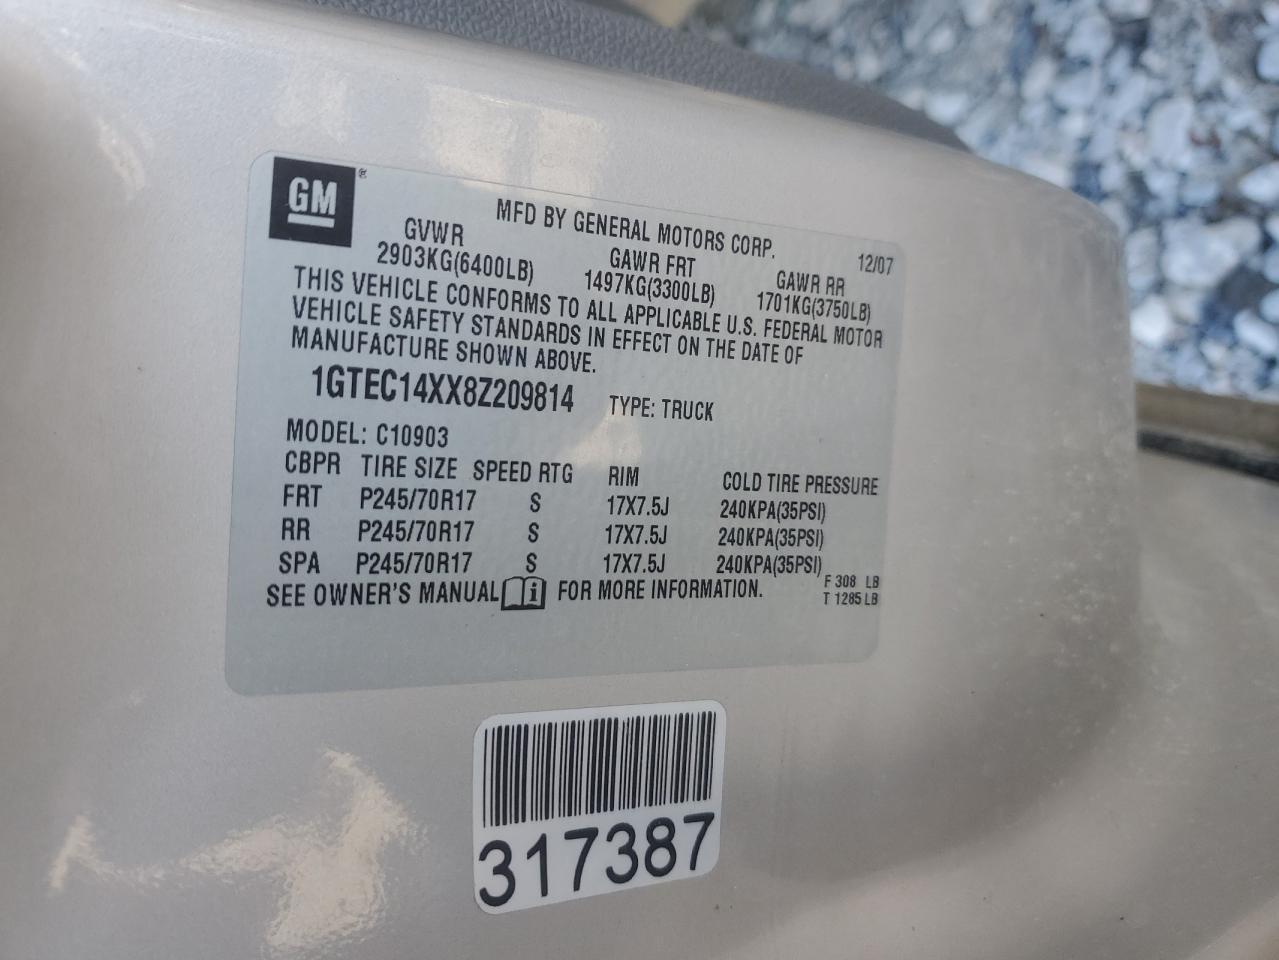 GM®
MFD BY GENERAL MOTORS CORP.
12/07
GVWR GAWR FRT GAWR RR
2903KG(6400LB) 1497KG(3300LB) 1701KG(3750LB)
THIS VEHICLE CONFORMS TO ALL APPLICABLE U.S. FEDERAL MOTOR
VEHICLE SAFETY STANDARDS IN EFFECT ON THE DATE OF
MANUFACTURE SHOWN ABOVE.
1GTEC14XX8Z209814 TYPE: TRUCK
MODEL: C10903
CBPR TIRE SIZE SPEED RTG RIM COLD TIRE PRESSURE
FRT P245/70R17 S 17X7.5J 240KPA(35PSI)
RR P245/70R17 S 17X7.5J 240KPA(35PSI)
SPA P245/70R17 S 17X7.5J 240KPA(35PSI)
SEE OWNER'S MANUAL i FOR MORE INFORMATION.
F 308 LB
T 1285 LB
317387